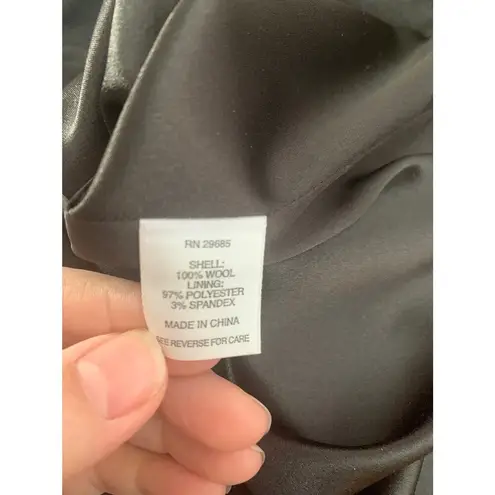 RN 29685
SHELL:
100% WOOL
LINING:
97% POLYESTER
3% SPANDEX
MADE IN CHINA
SEE REVERSE FOR CARE